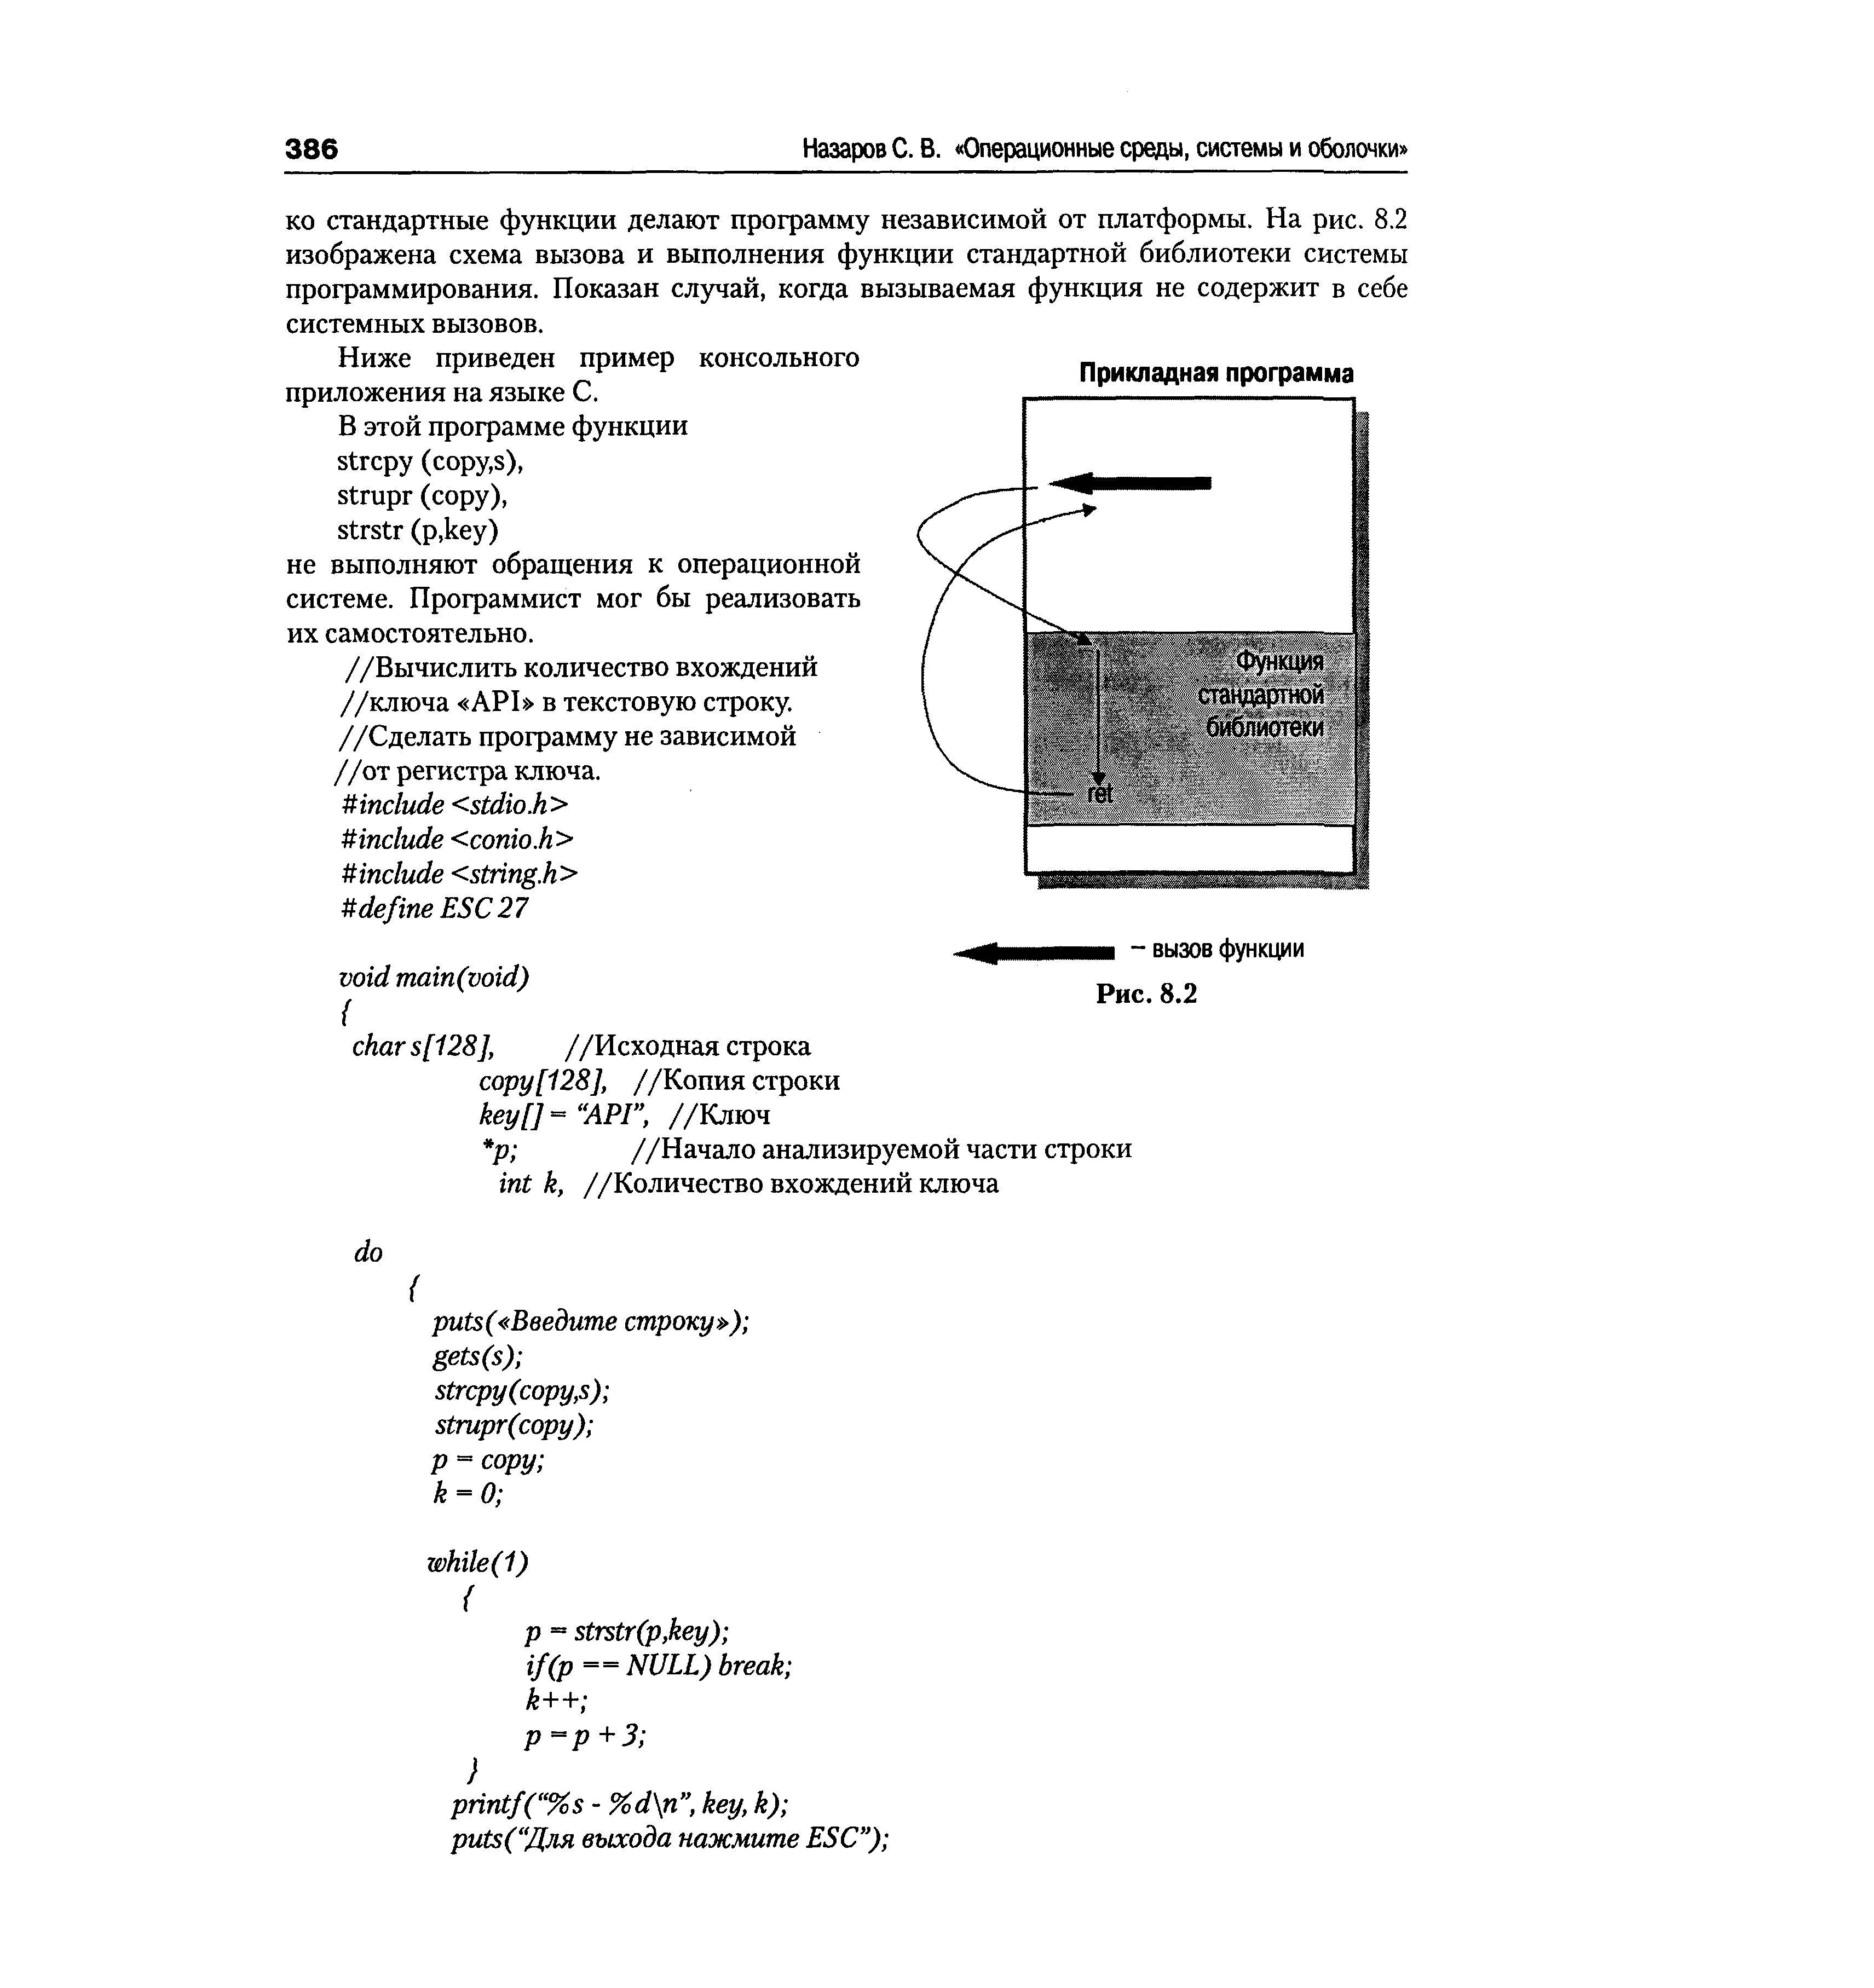 386
Назаров С. В. «Операционные среды, системы и оболочки»
ко стандартные функции делают программу независимой от платформы. На рис. 8.2
изображена схема вызова и выполнения функции стандартной библиотеки системы
программирования. Показан случай, когда вызываемая функция не содержит в себе
системных вызовов.
Ниже приведен пример консольного
приложения на языке С.
В этой программе функции
strcpy (copy,s),
strupr (copy),
strstr (p,key)
не выполняют обращения к операционной
системе. Программист мог бы реализовать
их самостоятельно.
//Вычислить количество вхождений
//ключа «API» в текстовую строку.
//Сделать программу не зависимой
//от регистра ключа.
#include <stdio.h>
#include <conio.h>
#include <string.h>
#define ESC 27
Прикладная программа
Функция
стандартной
библиотеки
ret
– вызов функции
Рис. 8.2
void main(void)
{
char s[128], //Исходная строка
copy[128], //Копия строки
key[] = “API”, //Ключ
*p; //Начало анализируемой части строки
int k, //Количество вхождений ключа
do
{
puts(«Введите строку»);
gets(s);
strcpy(copy,s);
strupr(copy);
p = copy;
k = 0;
while(1)
{
p = strstr(p,key);
if(p == NULL) break;
k++;
p = p + 3;
}
printf(“%s - %d\n”, key, k);
puts(“Для выхода нажмите ESC”);